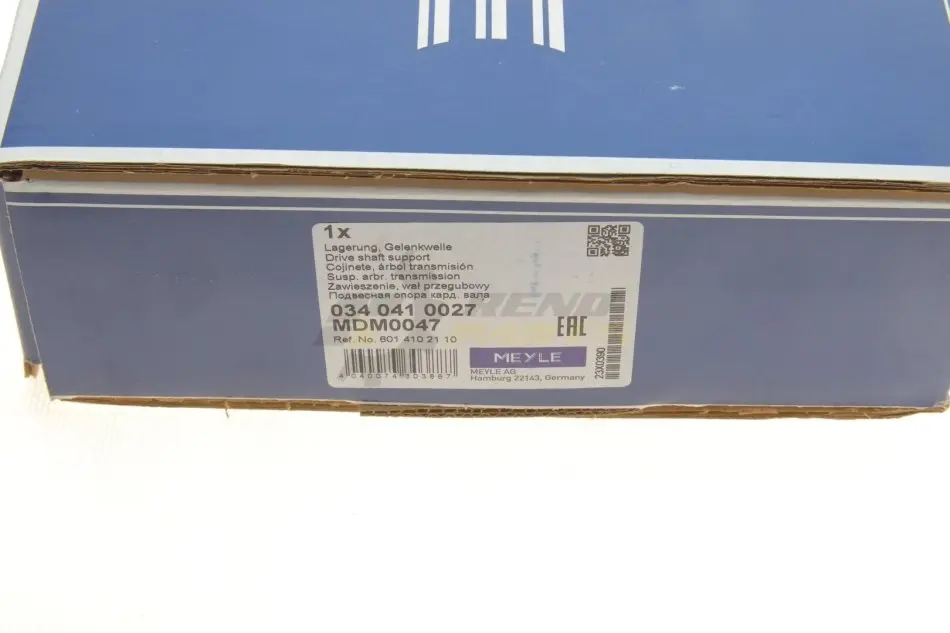 1x
Lagerung, Gelenkwelle
Drive shaft support
Cojinete, árbol transmisión
Susp. arbr. transmission
Zawieszenie, wał przegubowy
Подвесная опора кард. вала
034 041 0027
MDM0047
EAC
Ref. No. 601 410 21 10
MEYLE
MEYLE AG
Hamburg 22143, Germany
23X0390